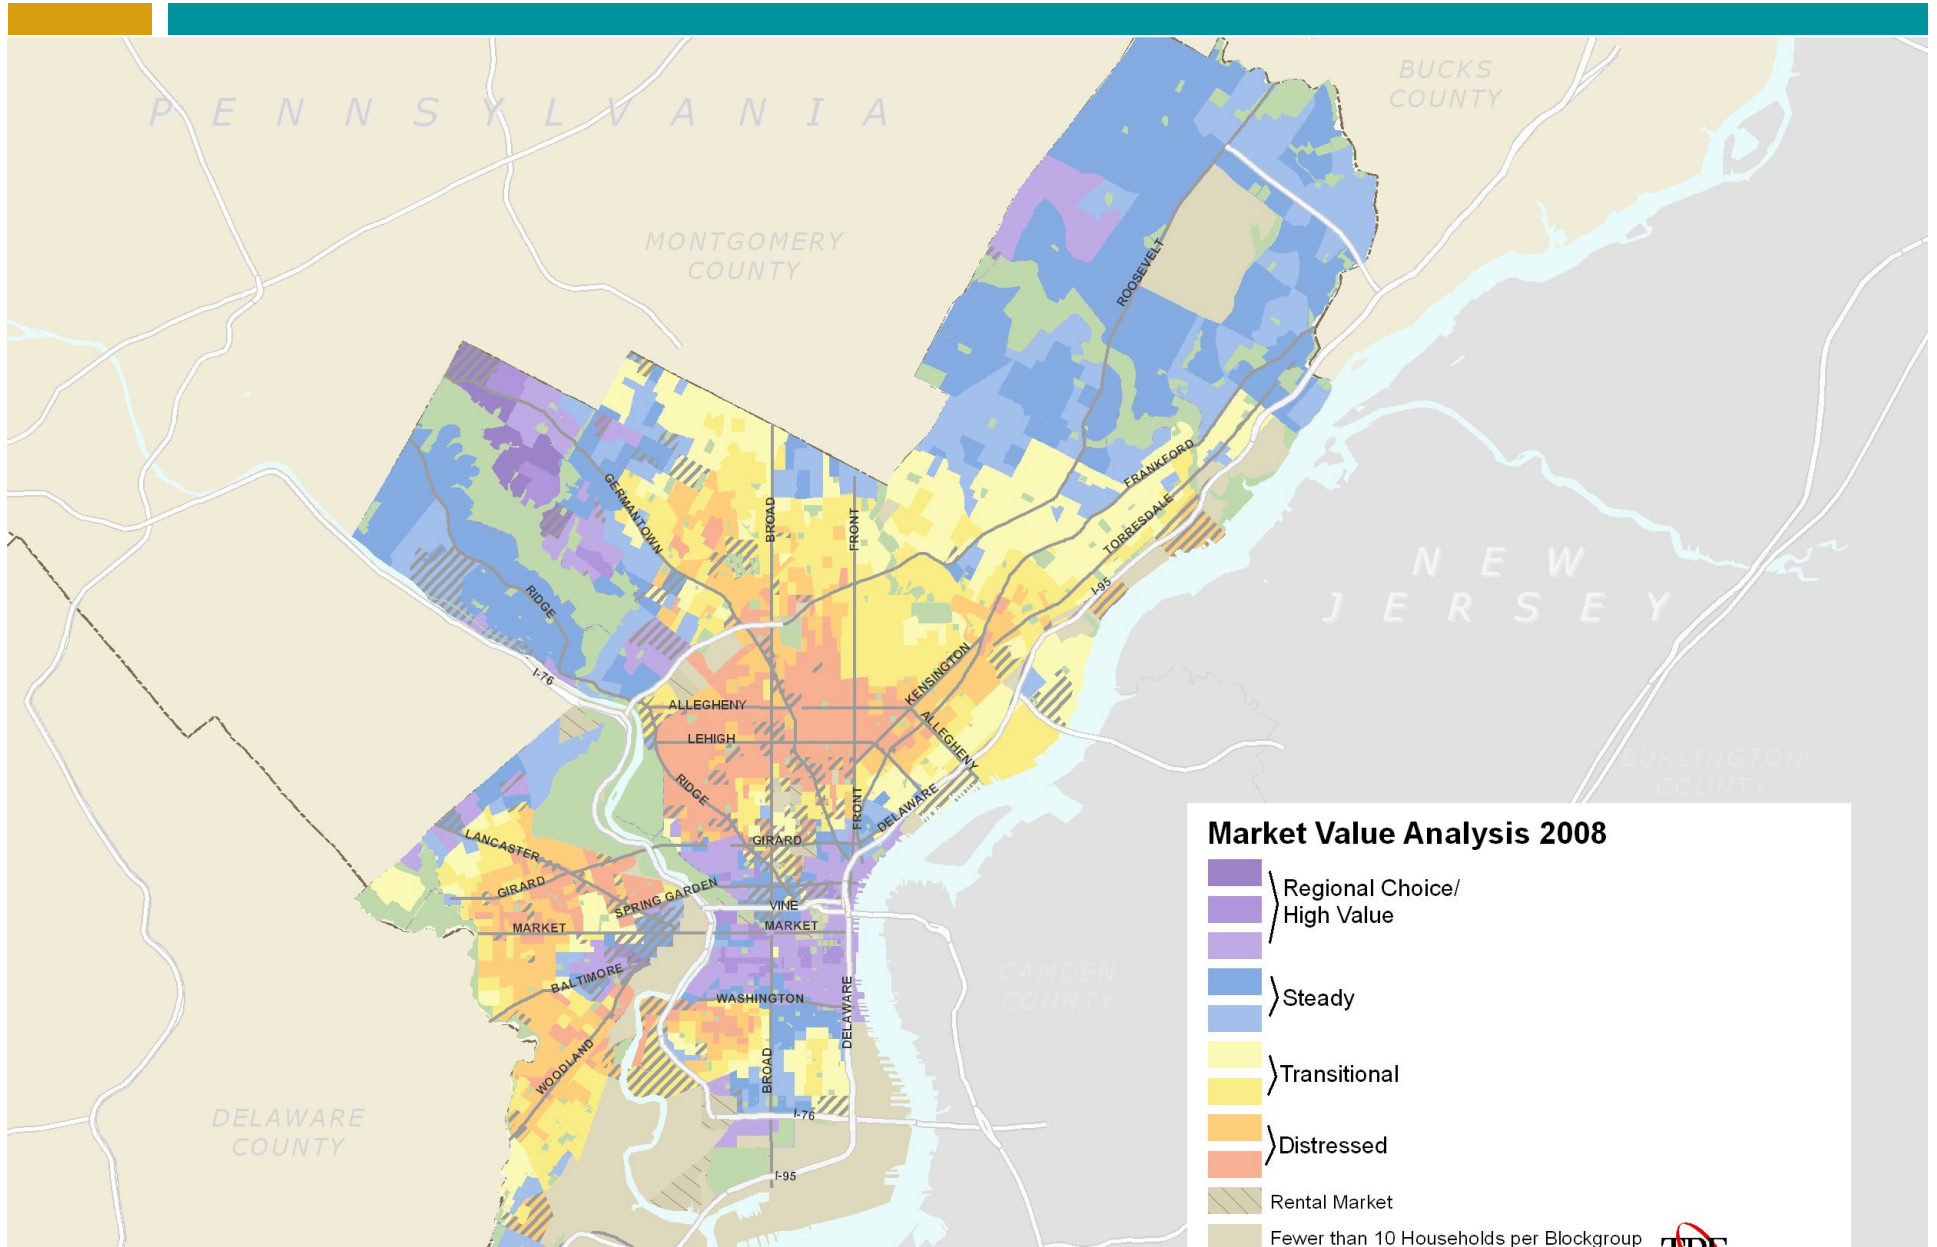 PENNSYLVANIA
BUCKS
COUNTY
MONTGOMERY
COUNTY
ROOSEVELT
FRANKFORD
GERMANTOWN
BROAD
FRONT
TORRESDALE
I-95
NEW
JERSEY
RIDGE
I-76
KENSINGTON
ALLEGHENY
ALLEGHENY
LEHIGH
RIDGE
FRONT
DELAWARE
BURLINGTON
COUNTY
LANCASTER
GIRARD
GIRARD
SPRING GARDEN
VINE
MARKET
MARKET
BALTIMORE
WASHINGTON
DELAWARE
CAMDEN
COUNTY
WOODLAND
BROAD
I-76
DELAWARE
COUNTY
I-95
Market Value Analysis 2008
Regional Choice/
High Value
Steady
Transitional
Distressed
Rental Market
Fewer than 10 Households per Blockgroup